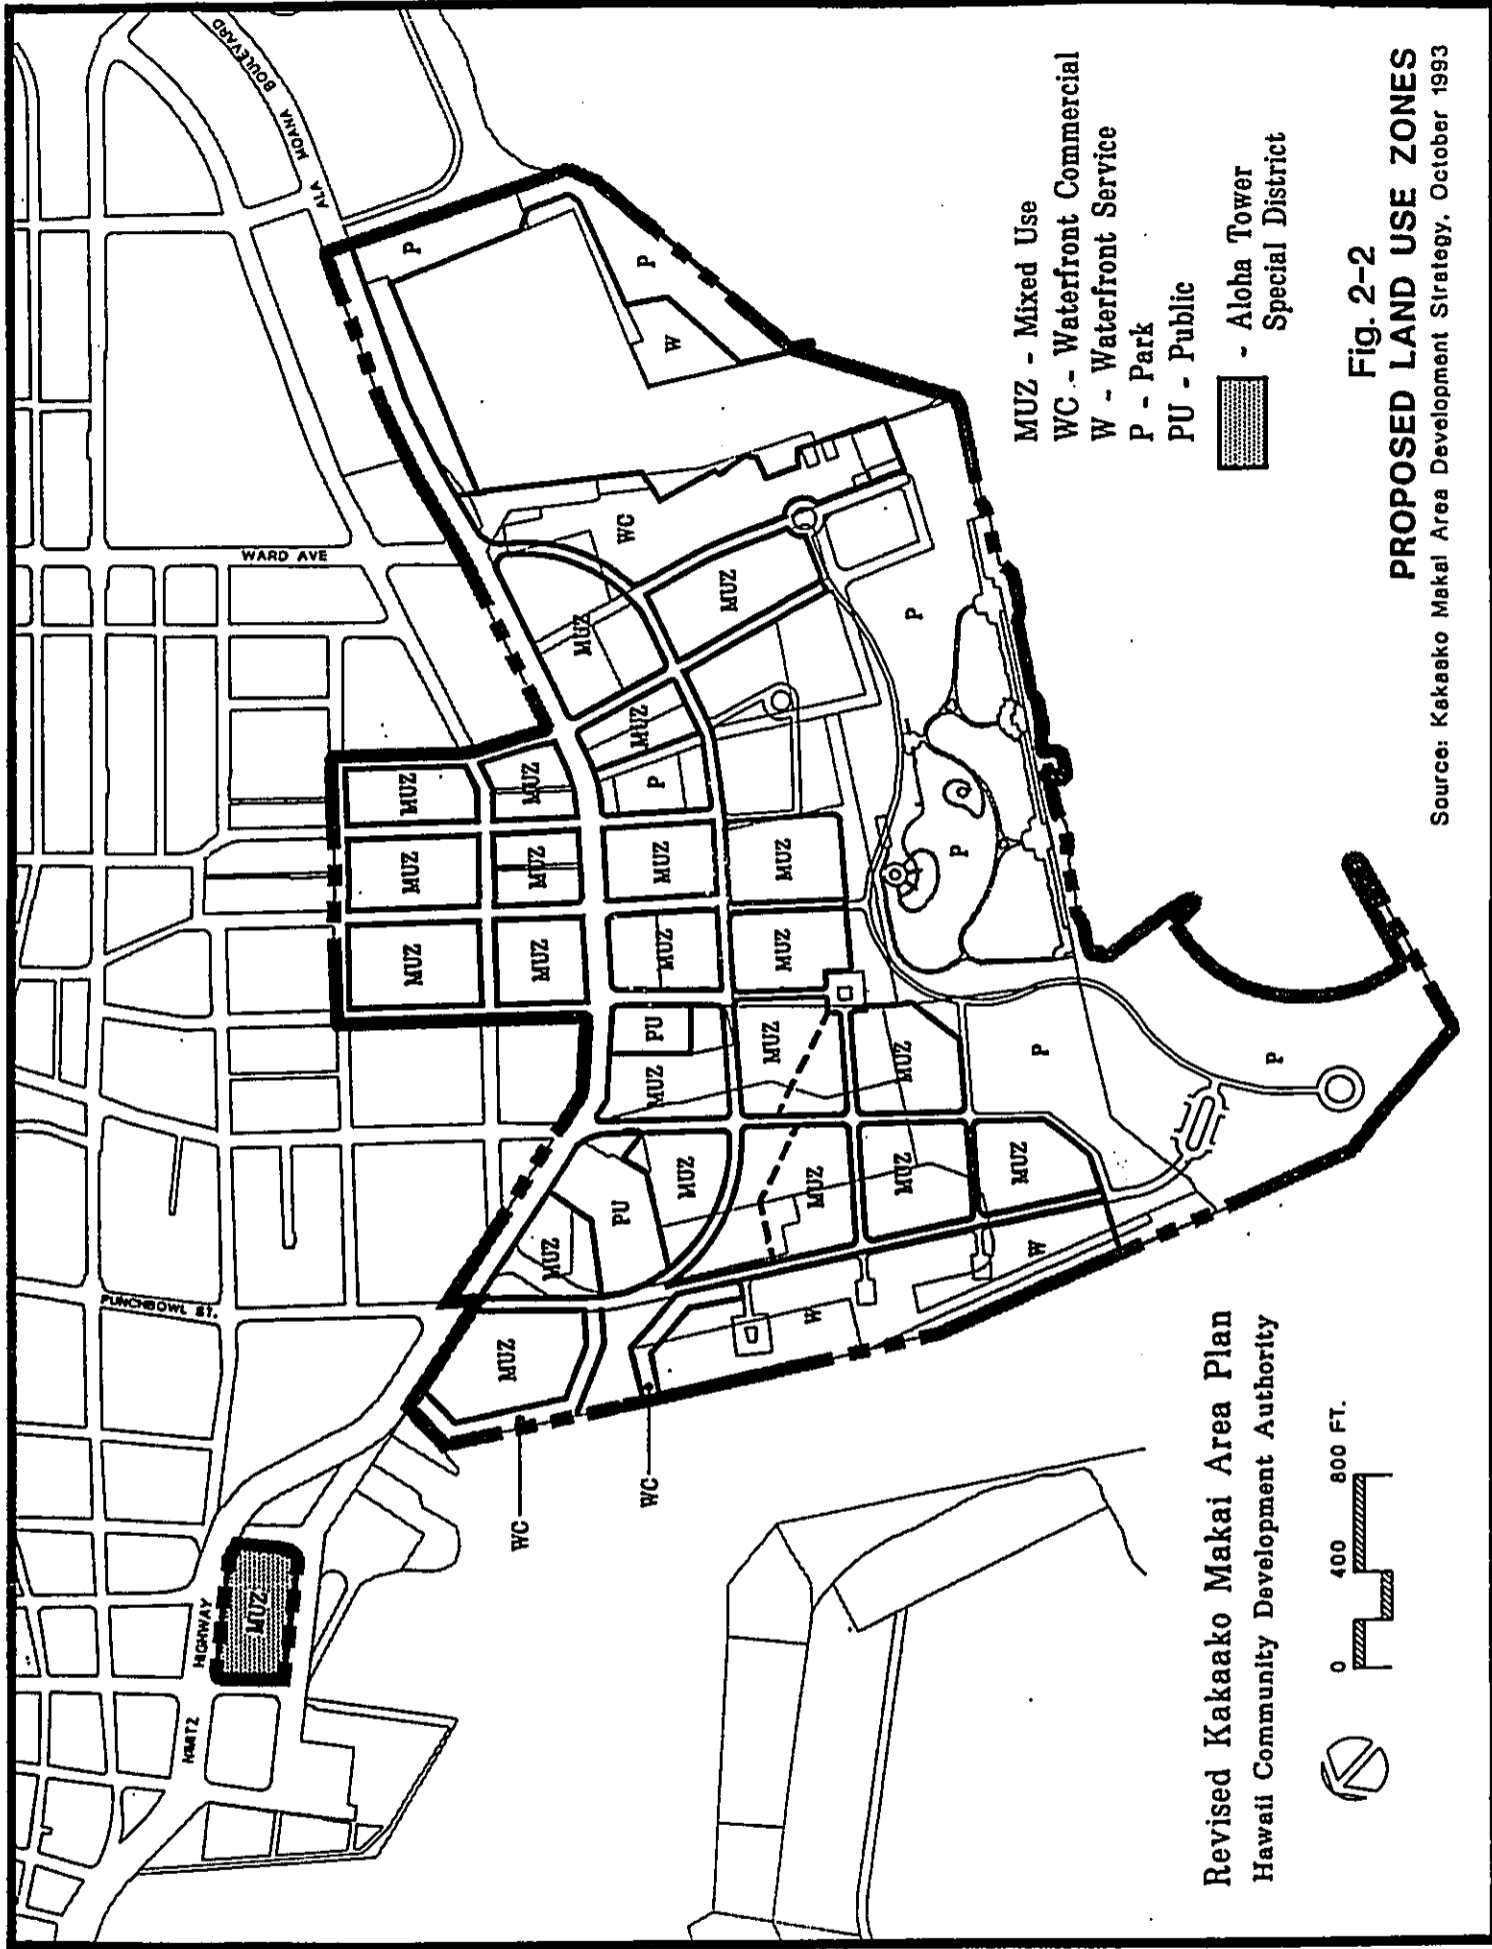 ALA MOANA BOULEVARD
WARD AVE
PUNCHBOWL ST.
HIGHWAY
MUZ
P
P
W
WC
MUZ
MUZ
MUZ
P
P
MUZ
MUZ
MUZ
MUZ
MUZ
MUZ
P
MUZ
MUZ
MUZ
MUZ
PU
MUZ
MUZ
MUZ
P
P
MUZ
PU
MUZ
MUZ
MUZ
MUZ
W
W
MUZ
WC
WC
MUZ - Mixed Use
WC - Waterfront Commercial
W - Waterfront Service
P - Park
PU - Public
- Aloha Tower
Special District
Revised Kakaako Makai Area Plan
Hawaii Community Development Authority
0 400 800 FT.
Fig. 2-2
PROPOSED LAND USE ZONES
Source: Kakaako Makai Area Development Strategy, October 1993